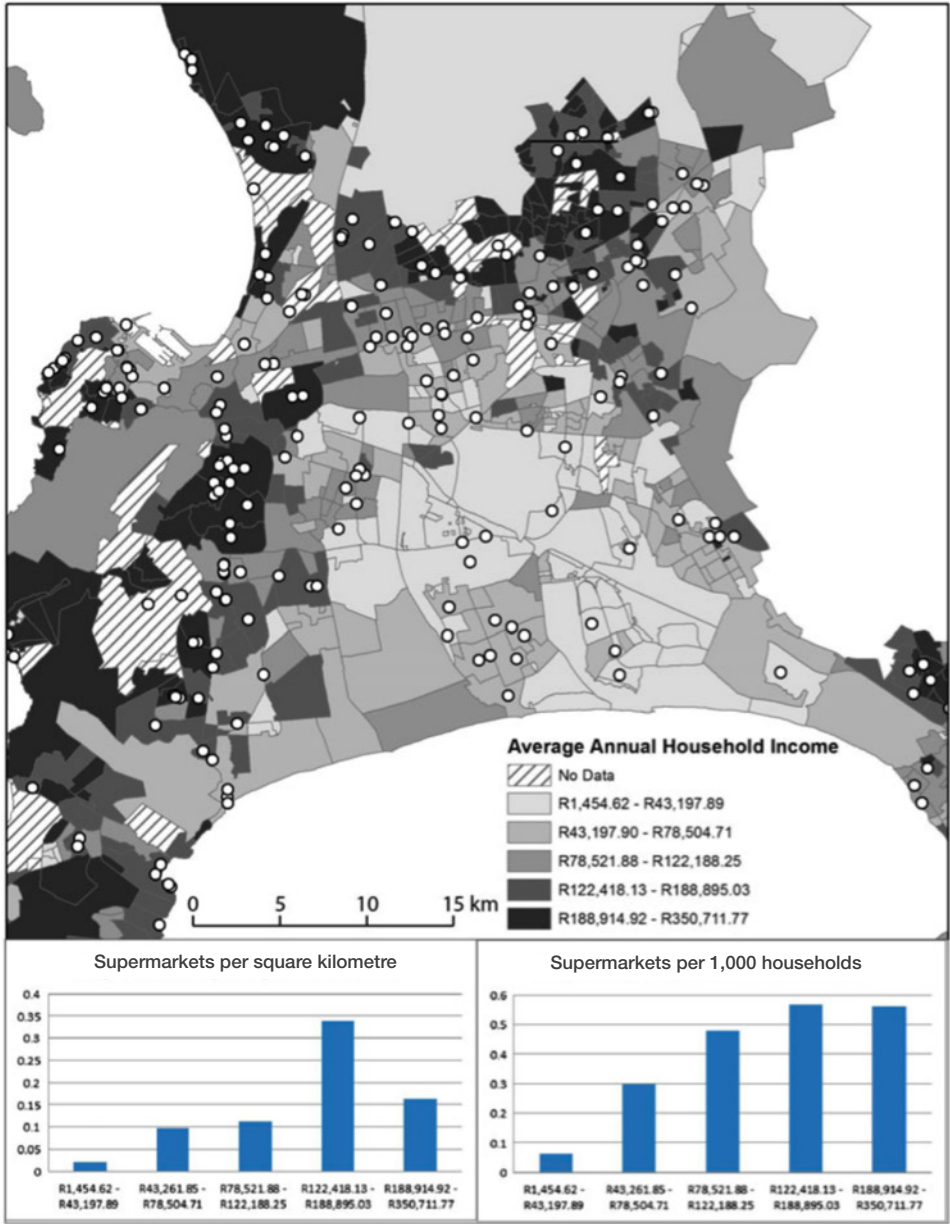 Average Annual Household Income
No Data
R1,454.62 - R43,197.89
R43,197.90 - R78,504.71
R78,521.88 - R122,188.25
R122,418.13 - R188,895.03
R188,914.92 - R350,711.77
0 5 10 15 km
Supermarkets per square kilometre
0.4
0.35
0.3
0.25
0.2
0.15
0.1
0.05
0
R1,454.62 - R43,261.85 - R78,521.88 - R122,418.13 - R188,914.92 -
R43,197.89 R78,504.71 R122,188.25 R188,895.03 R350,711.77
Supermarkets per 1,000 households
0.6
0.5
0.4
0.3
0.2
0.1
0
R1,454.62 - R43,261.85 - R78,521.88 - R122,418.13 - R188,914.92 -
R43,197.89 R78,504.71 R122,188.25 R188,895.03 R350,711.77